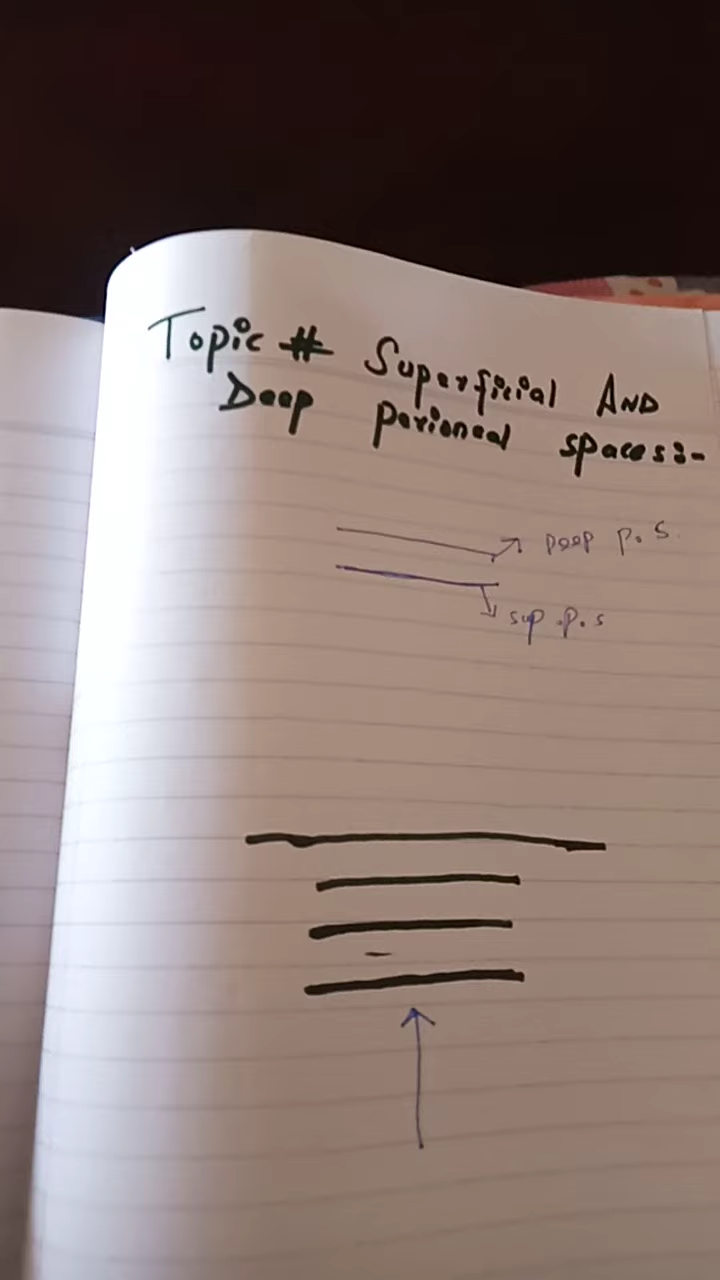 Topic # Superficial AND
Deep perioneal spaces:-
Deep p.s.
sup.p.s